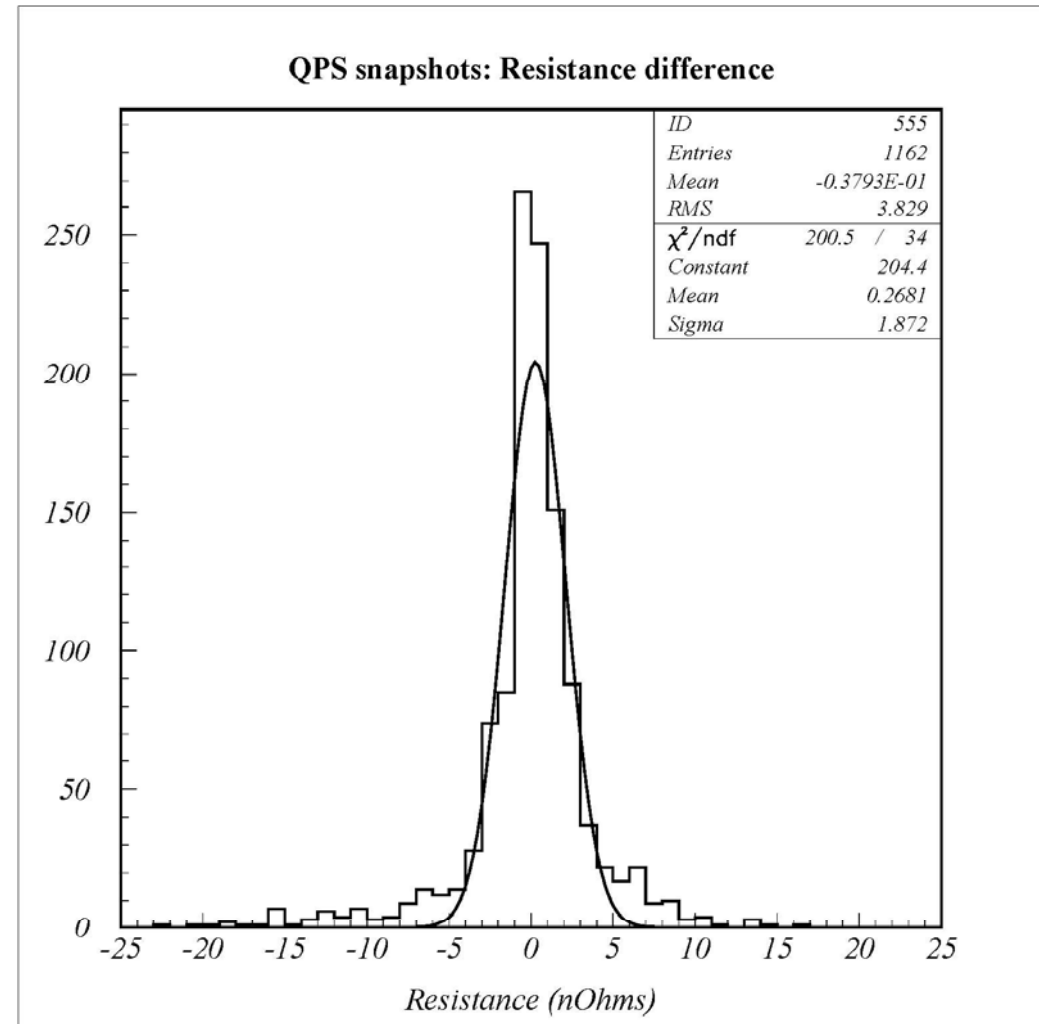 QPS snapshots: Resistance difference
ID 555
Entries 1162
Mean -0.3793E-01
RMS 3.829
χ²/ndf 200.5 / 34
Constant 204.4
Mean 0.2681
Sigma 1.872
250
200
150
100
50
0
-25 -20 -15 -10 -5 0 5 10 15 20 25
Resistance (nOhms)